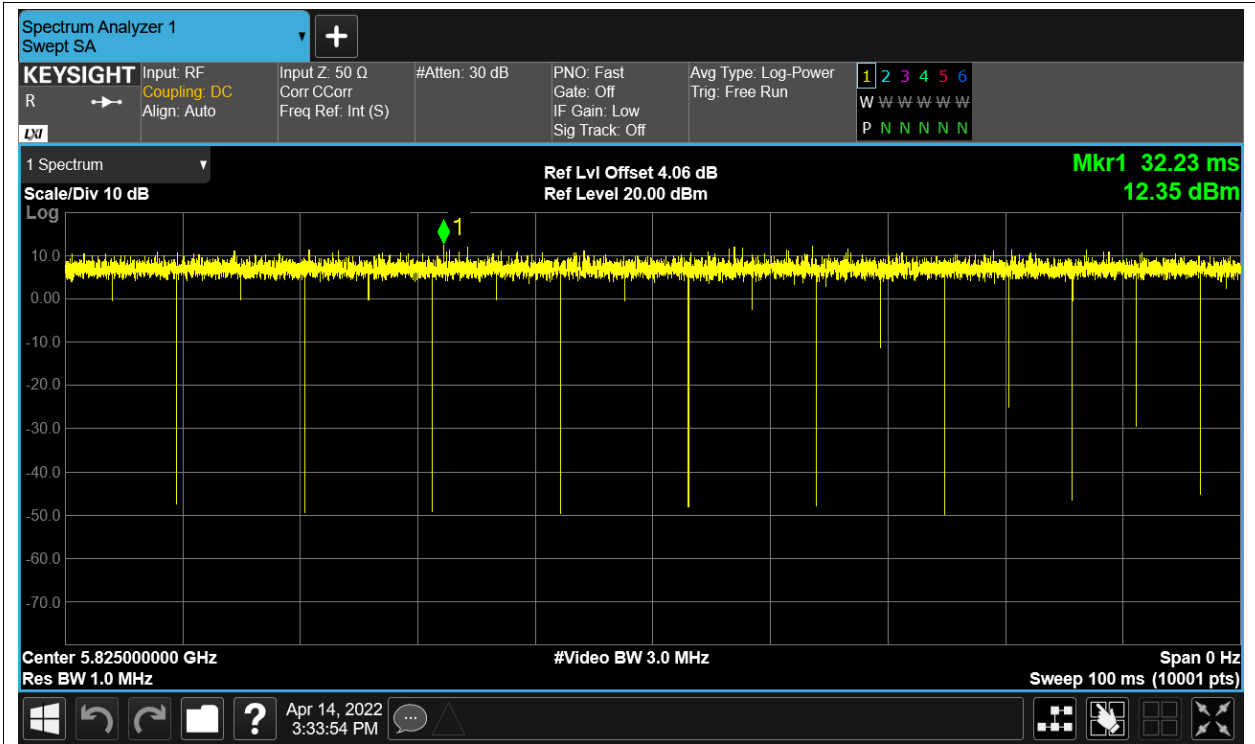 Spectrum Analyzer 1
Swept SA
KEYSIGHT
R
LXI
Input: RF
Coupling: DC
Align: Auto
Input Z: 50 Ω
Corr CCorr
Freq Ref: Int (S)
#Atten: 30 dB
PNO: Fast
Gate: Off
IF Gain: Low
Sig Track: Off
Avg Type: Log-Power
Trig: Free Run
1 2 3 4 5 6
W W W W W W
P N N N N N
1 Spectrum
Scale/Div 10 dB
Log
Ref Lvl Offset 4.06 dB
Ref Level 20.00 dBm
Mkr1 32.23 ms
12.35 dBm
1
10.0
0.00
-10.0
-20.0
-30.0
-40.0
-50.0
-60.0
-70.0
Center 5.825000000 GHz
Res BW 1.0 MHz
#Video BW 3.0 MHz
Span 0 Hz
Sweep 100 ms (10001 pts)
?
Apr 14, 2022
3:33:54 PM